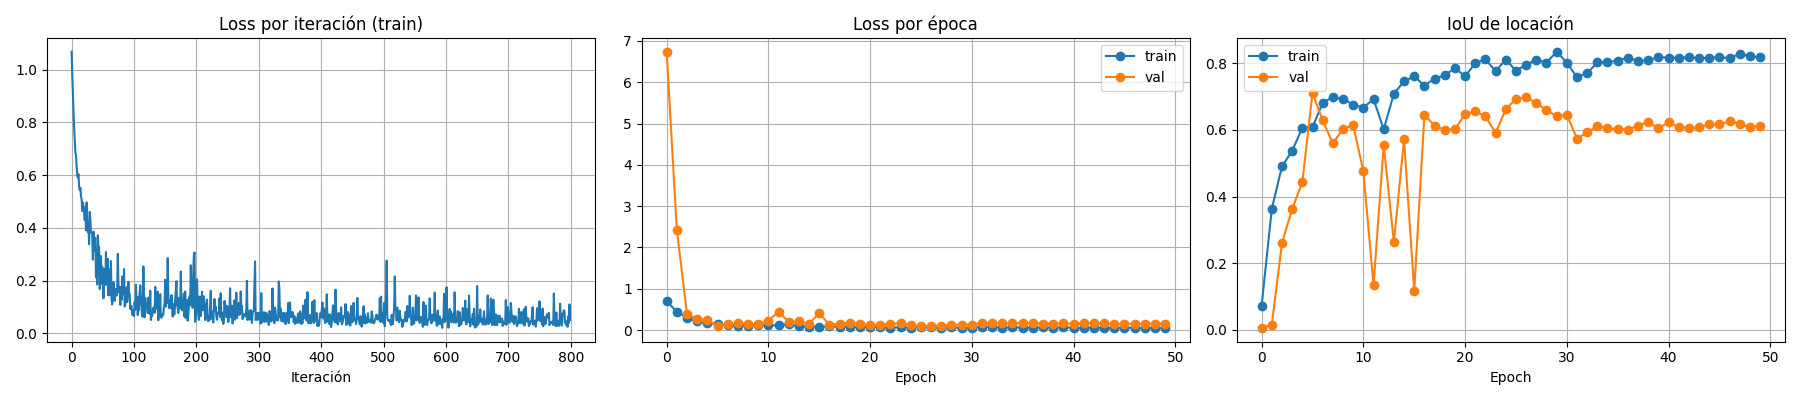 Loss por iteración (train)
1.0
0.8
0.6
0.4
0.2
0.0
0 100 200 300 400 500 600 700 800
Iteración
Loss por época
train
val
7
6
5
4
3
2
1
0
0 10 20 30 40 50
Epoch
IoU de locación
train
val
0.8
0.6
0.4
0.2
0.0
0 10 20 30 40 50
Epoch